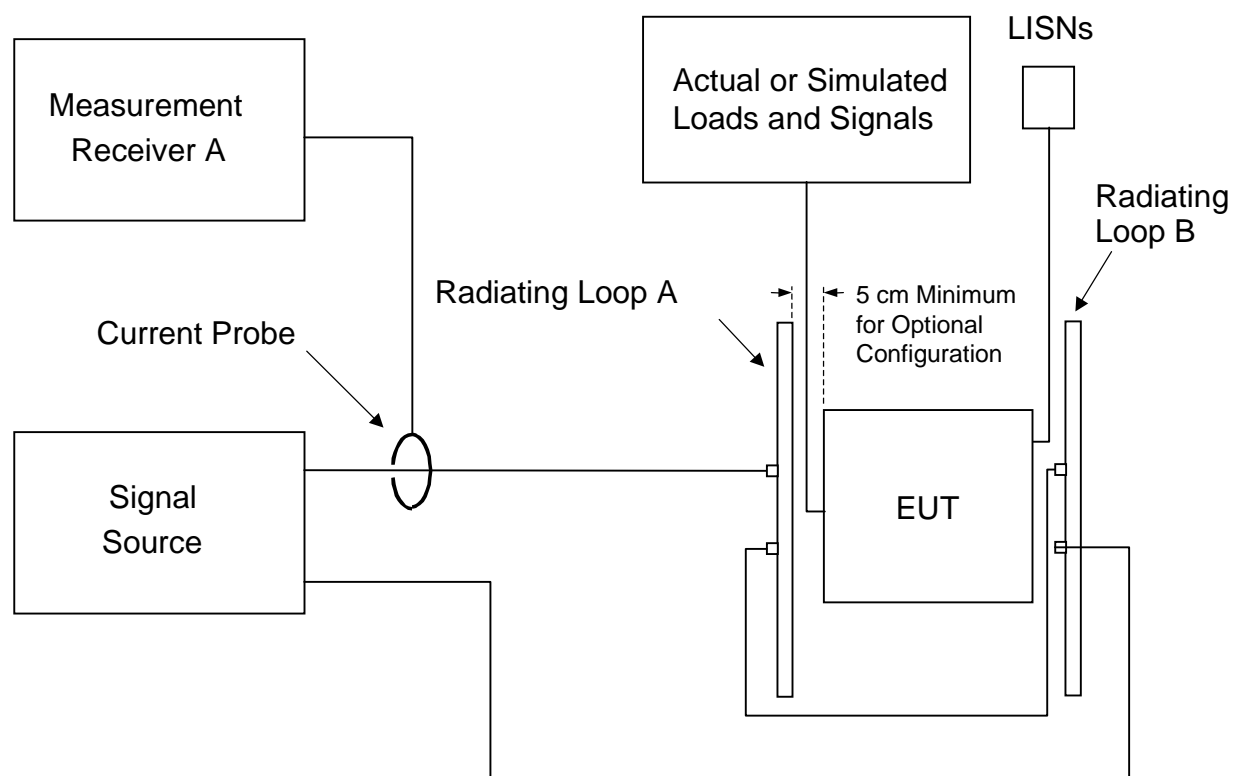 LISNs
Measurement
Receiver A
Actual or Simulated
Loads and Signals
Radiating
Loop B
Radiating Loop A
5 cm Minimum
for Optional
Configuration
Current Probe
Signal
Source
EUT